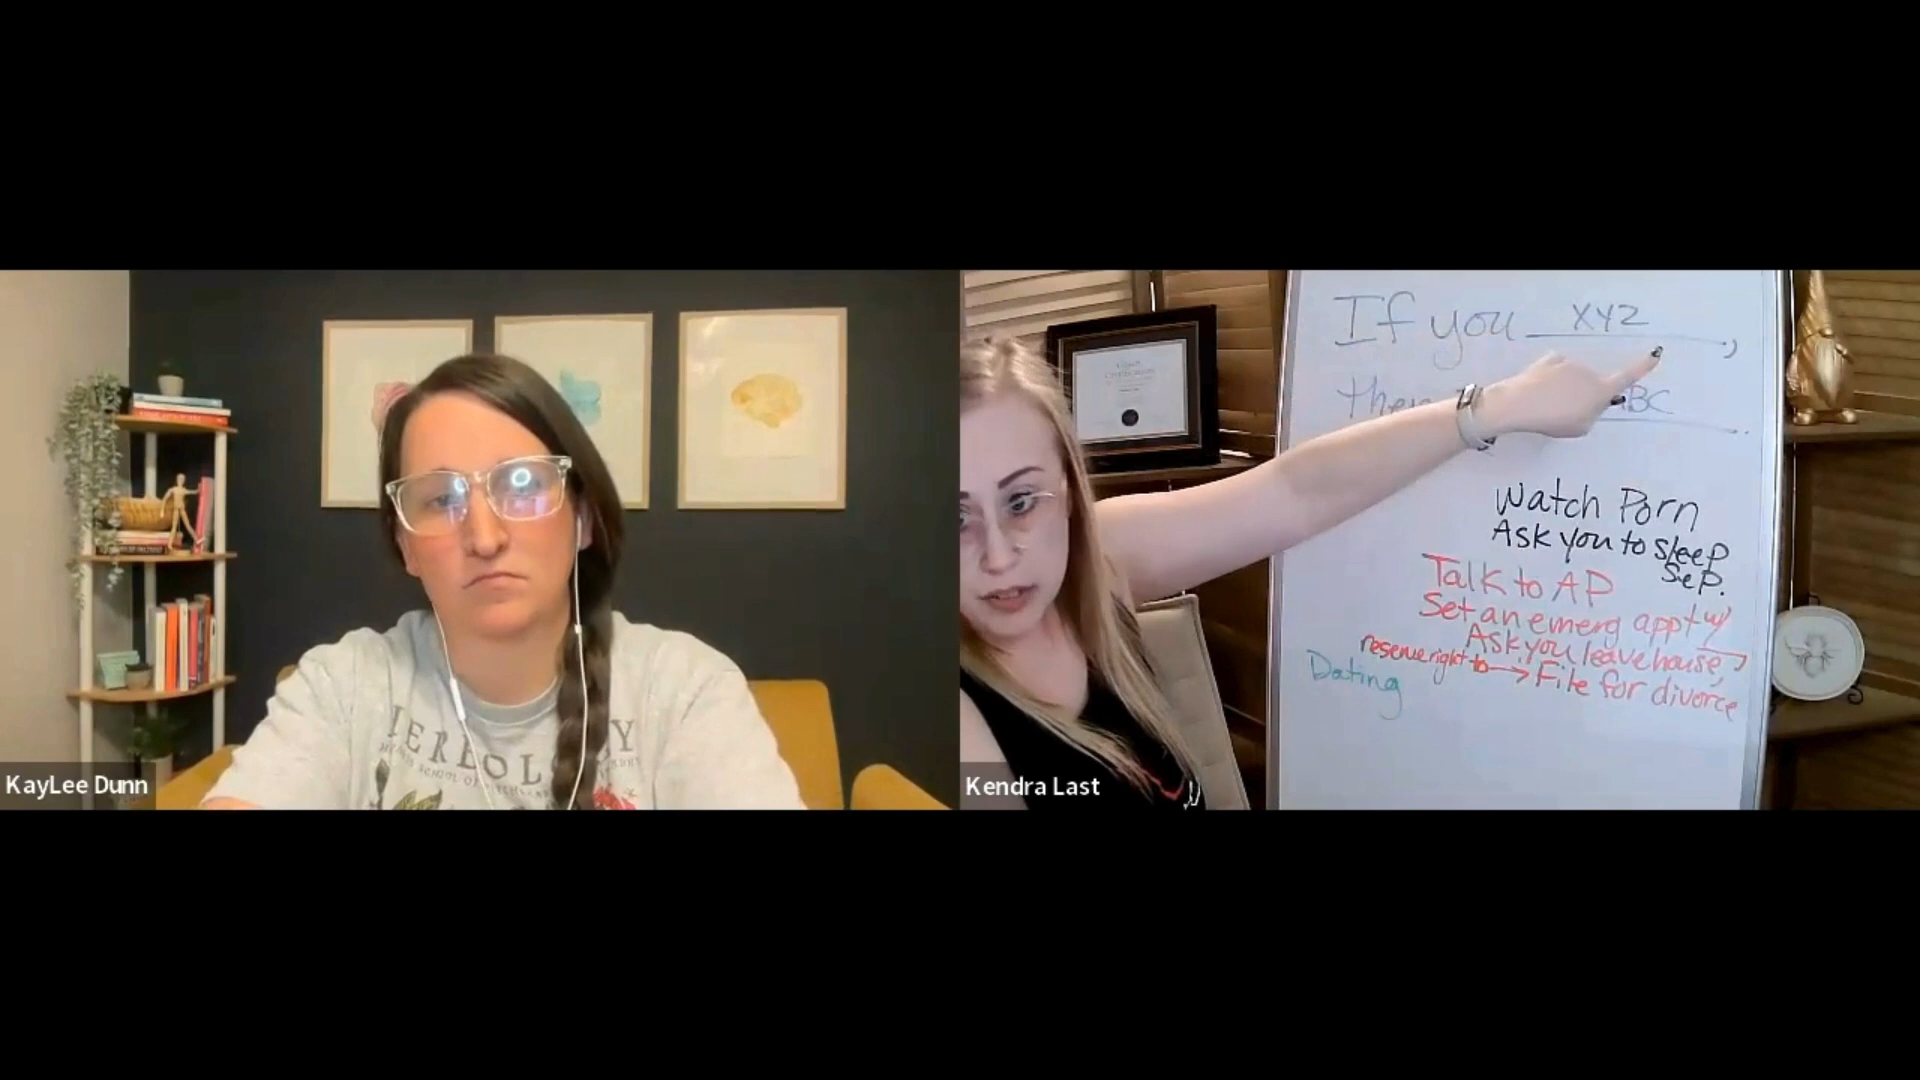 If you XYZ,
then ABC.
Watch Porn
Ask you to sleep
Sep.
Talk to AP
Set an emerg appt w/
Ask you leave house,
reserve right to → File for divorce
Dating
KayLee Dunn
Kendra Last